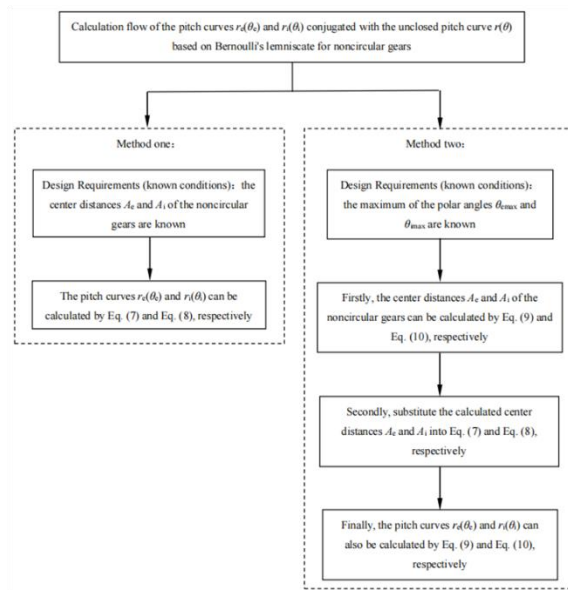 Calculation flow of the pitch curves rₑ(θₑ) and rᵢ(θᵢ) conjugated with the unclosed pitch curve r(θ)
based on Bernoulli's lemniscate for noncircular gears
Method one:
Design Requirements (known conditions): the
center distances Aₑ and Aᵢ of the noncircular
gears are known
The pitch curves rₑ(θₑ) and rᵢ(θᵢ) can be
calculated by Eq. (7) and Eq. (8), respectively
Method two:
Design Requirements (known conditions):
the maximum of the polar angles θemax and
θimax are known
Firstly, the center distances Aₑ and Aᵢ of the
noncircular gears can be calculated by Eq. (9) and
Eq. (10), respectively
Secondly, substitute the calculated center
distances Aₑ and Aᵢ into Eq. (7) and Eq. (8),
respectively
Finally, the pitch curves rₑ(θₑ) and rᵢ(θᵢ) can
also be calculated by Eq. (9) and Eq. (10),
respectively